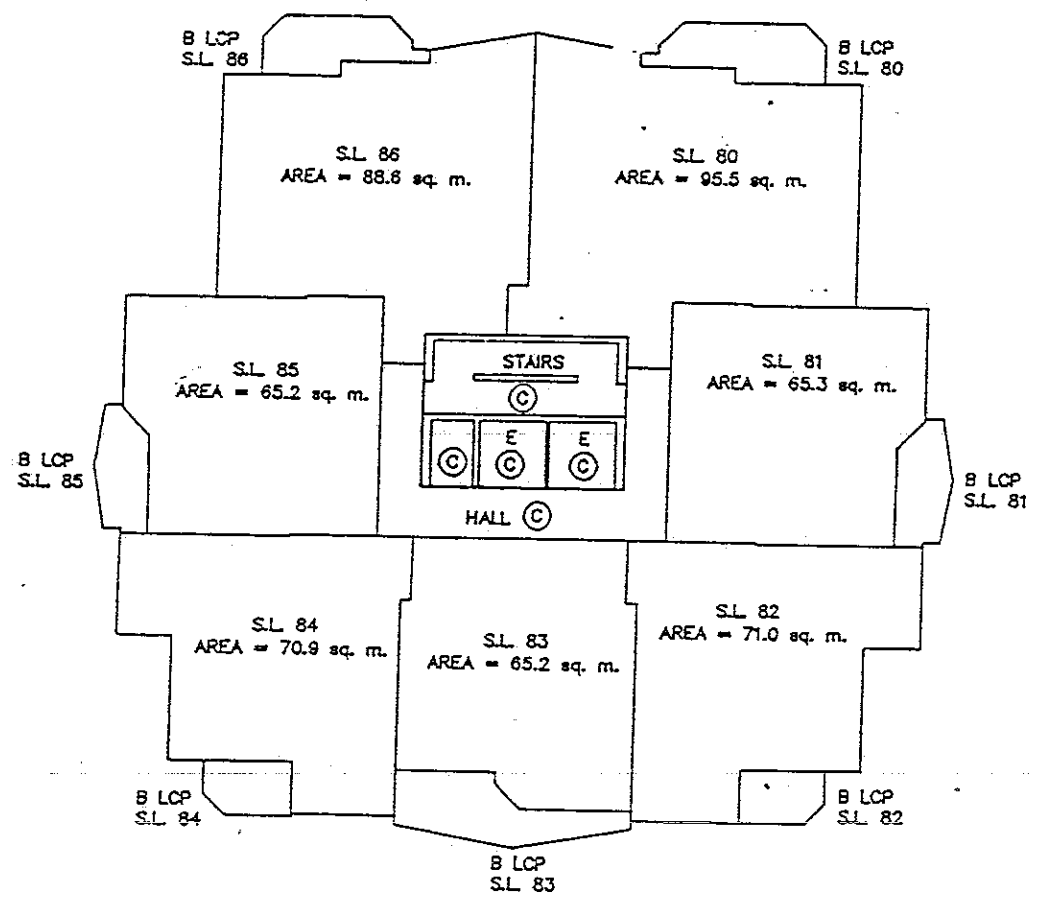 B LCP
S.L. 86
B LCP
S.L. 80
S.L. 86
AREA = 88.6 sq. m.
S.L. 80
AREA = 95.5 sq. m.
STAIRS
C
S.L. 85
AREA = 65.2 sq. m.
S.L. 81
AREA = 65.3 sq. m.
E
E
C
C
C
B LCP
S.L. 85
B LCP
S.L. 81
HALL C
S.L. 84
AREA = 70.9 sq. m.
S.L. 83
AREA = 65.2 sq. m.
S.L. 82
AREA = 71.0 sq. m.
B LCP
S.L. 84
B LCP
S.L. 82
B LCP
S.L. 83